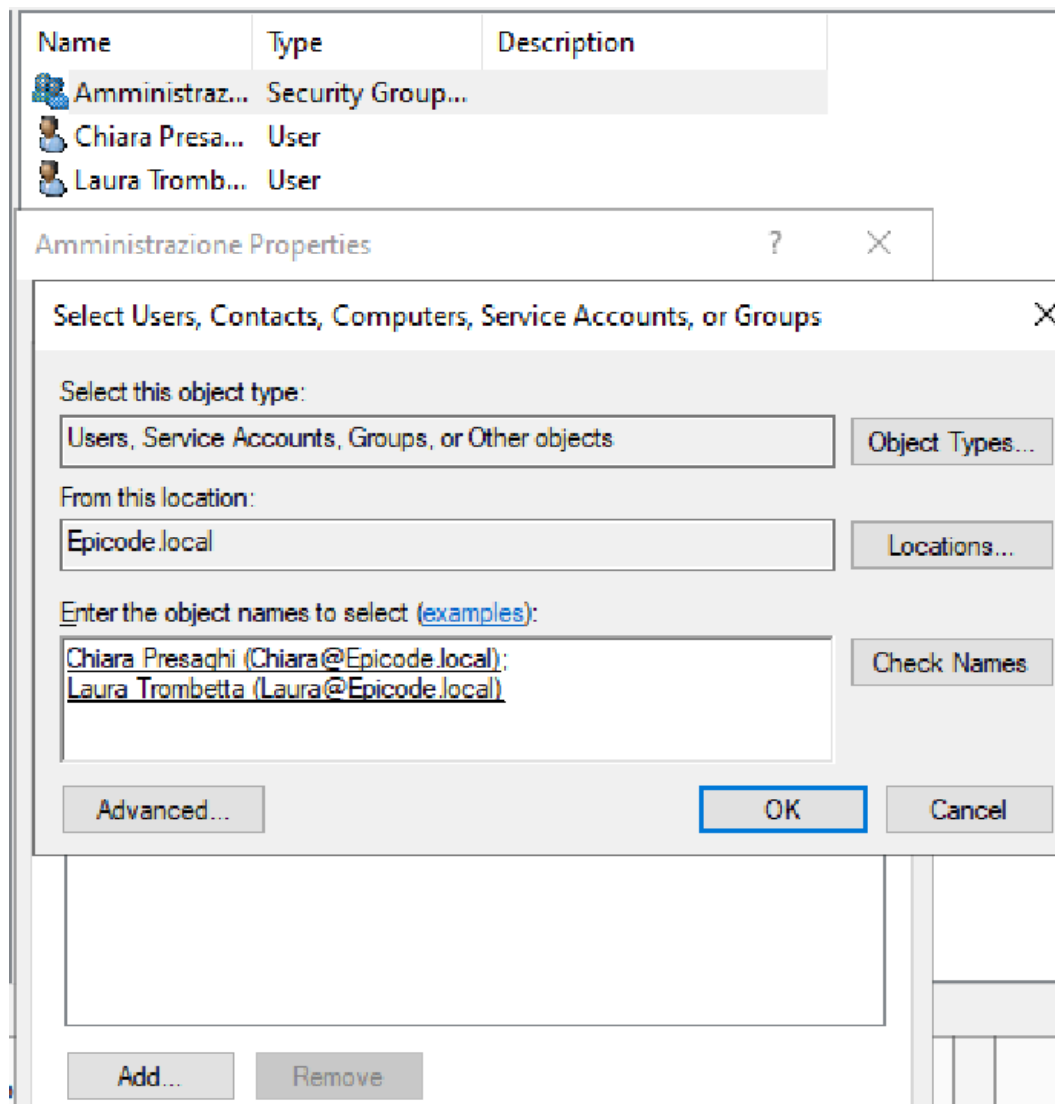 Name Type Description
Amministraz... Security Group...
Chiara Presa... User
Laura Tromb... User
Amministrazione Properties ?
Select Users, Contacts, Computers, Service Accounts, or Groups
Select this object type:
Users, Service Accounts, Groups, or Other objects Object Types...
From this location:
Epicode.local Locations...
Enter the object names to select (examples):
Chiara Presaghi (Chiara@Epicode.local); Check Names
Laura Trombetta (Laura@Epicode.local)
Advanced... OK Cancel
Add... Remove